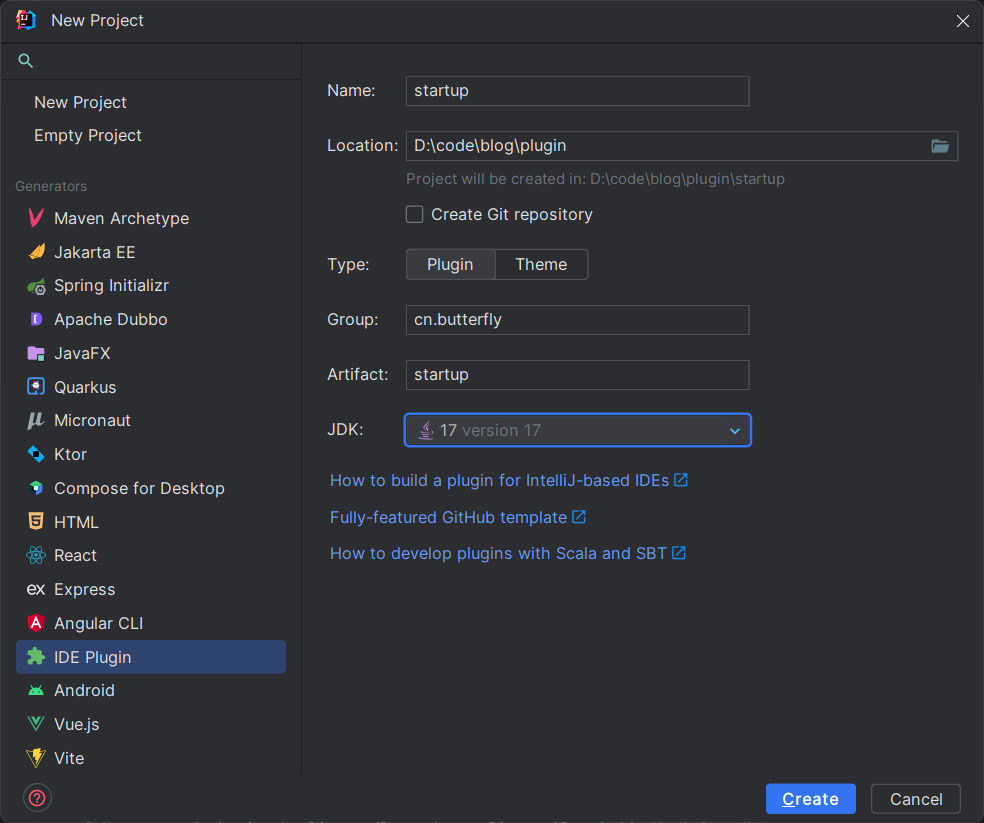 New Project
New Project
Empty Project
Generators
Maven Archetype
Jakarta EE
Spring Initializr
Apache Dubbo
JavaFX
Quarkus
Micronaut
Ktor
Compose for Desktop
HTML
React
Express
Angular CLI
IDE Plugin
Android
Vue.js
Vite
Name: startup
Location: D:\code\blog\plugin
Project will be created in: D:\code\blog\plugin\startup
Create Git repository
Type: Plugin Theme
Group: cn.butterfly
Artifact: startup
JDK: 17 version 17
How to build a plugin for IntelliJ-based IDEs
Fully-featured GitHub template
How to develop plugins with Scala and SBT
Create Cancel